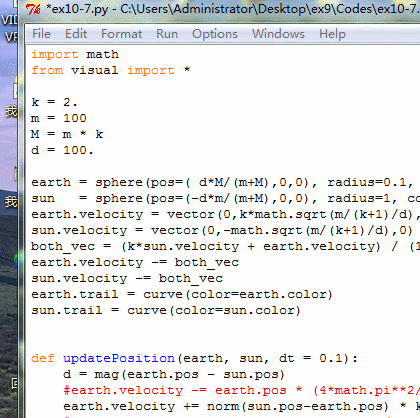 *ex10-7.py - C:\Users\Administrator\Desktop\ex9\Codes\ex10-7.
File Edit Format Run Options Windows Help
import math
from visual import *
k = 2.
m = 100
M = m * k
d = 100.
earth = sphere(pos=( d*M/(m+M),0,0), radius=0.1,
sun   = sphere(pos=(-d*m/(m+M),0,0), radius=1, co
earth.velocity = vector(0,k*math.sqrt(m/(k+1)/d),
sun.velocity = vector(0,-math.sqrt(m/(k+1)/d),0)
both_vec = (k*sun.velocity + earth.velocity) / (1
earth.velocity -= both_vec
sun.velocity -= both_vec
earth.trail = curve(color=earth.color)
sun.trail = curve(color=sun.color)
def updatePosition(earth, sun, dt = 0.1):
    d = mag(earth.pos - sun.pos)
    #earth.velocity -= earth.pos * (4*math.pi**2/
    earth.velocity += norm(sun.pos-earth.pos) * k